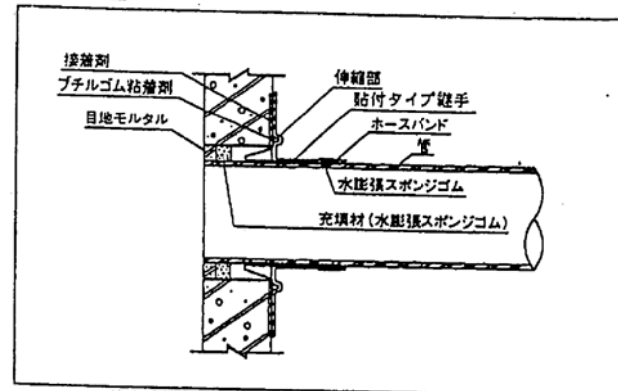 接着剤
ブチルゴム粘着剤
目地モルタル
伸縮部
貼付タイプ継手
ホースバンド
管
水膨張スポンジゴム
充填材(水膨張スポンジゴム)